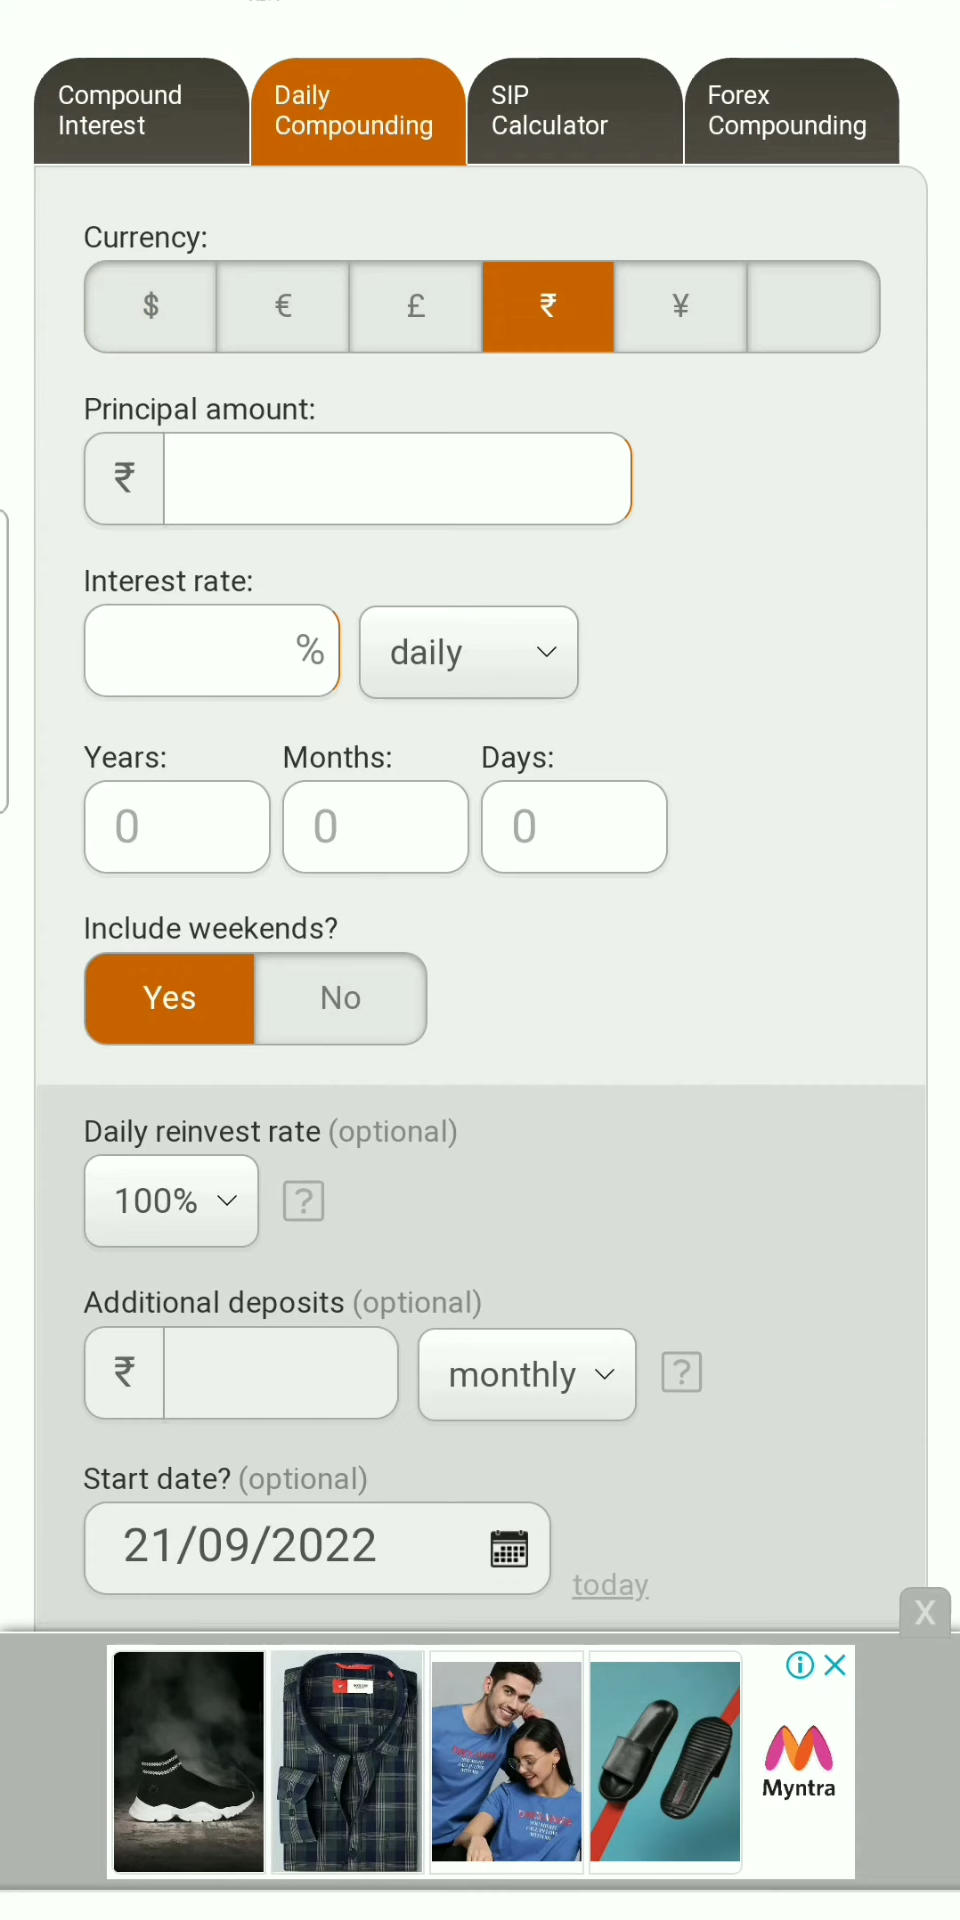 Compound
Interest
Daily
Compounding
SIP
Calculator
Forex
Compounding
Currency:
$ € £ ₹ ¥
Principal amount:
₹
Interest rate:
% daily
Years: Months: Days:
0 0 0
Include weekends?
Yes No
Daily reinvest rate (optional)
100% ?
Additional deposits (optional)
₹ monthly ?
Start date? (optional)
21/09/2022
today
X
Myntra